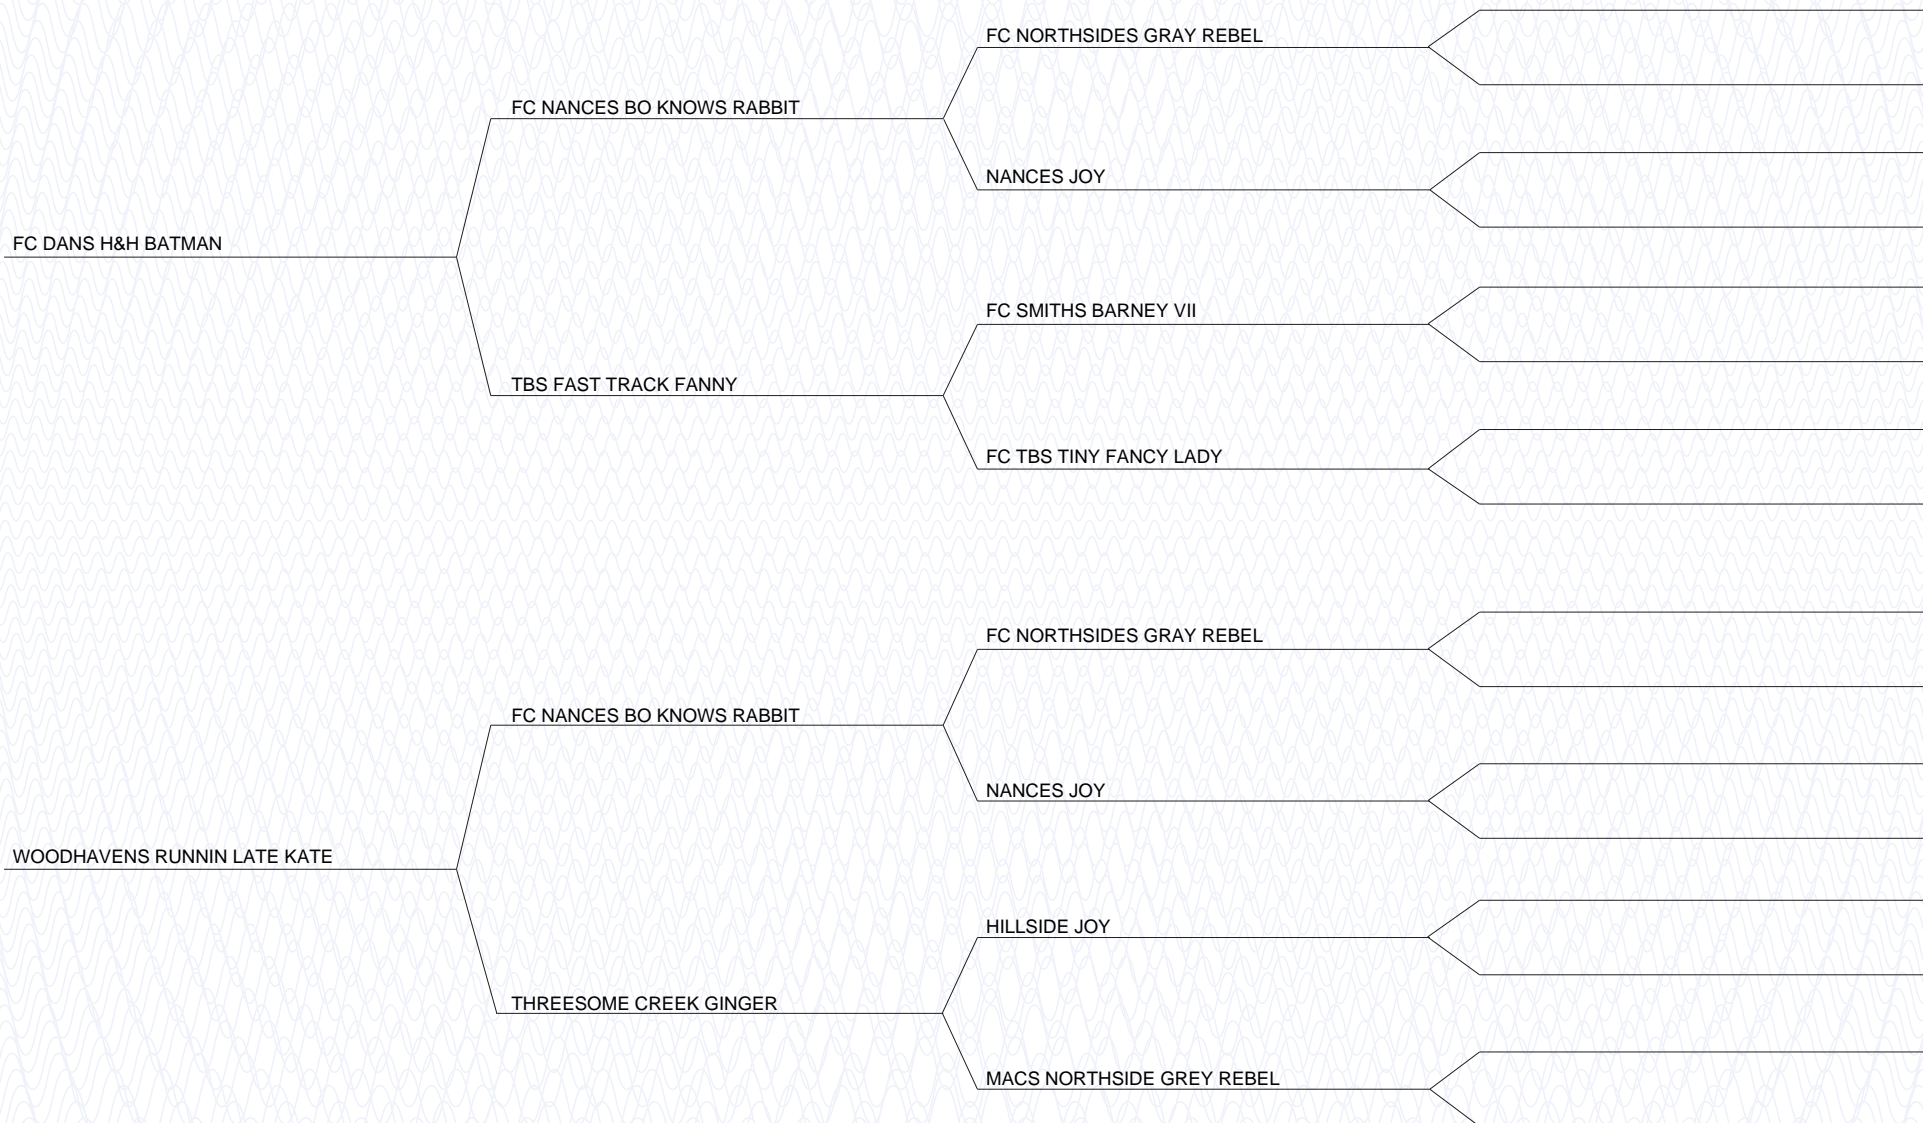 FC NORTHSIDES GRAY REBEL
FC NANCES BO KNOWS RABBIT
NANCES JOY
FC DANS H&H BATMAN
FC SMITHS BARNEY VII
TBS FAST TRACK FANNY
FC TBS TINY FANCY LADY
FC NORTHSIDES GRAY REBEL
FC NANCES BO KNOWS RABBIT
NANCES JOY
WOODHAVENS RUNNIN LATE KATE
HILLSIDE JOY
THREESOME CREEK GINGER
MACS NORTHSIDE GREY REBEL